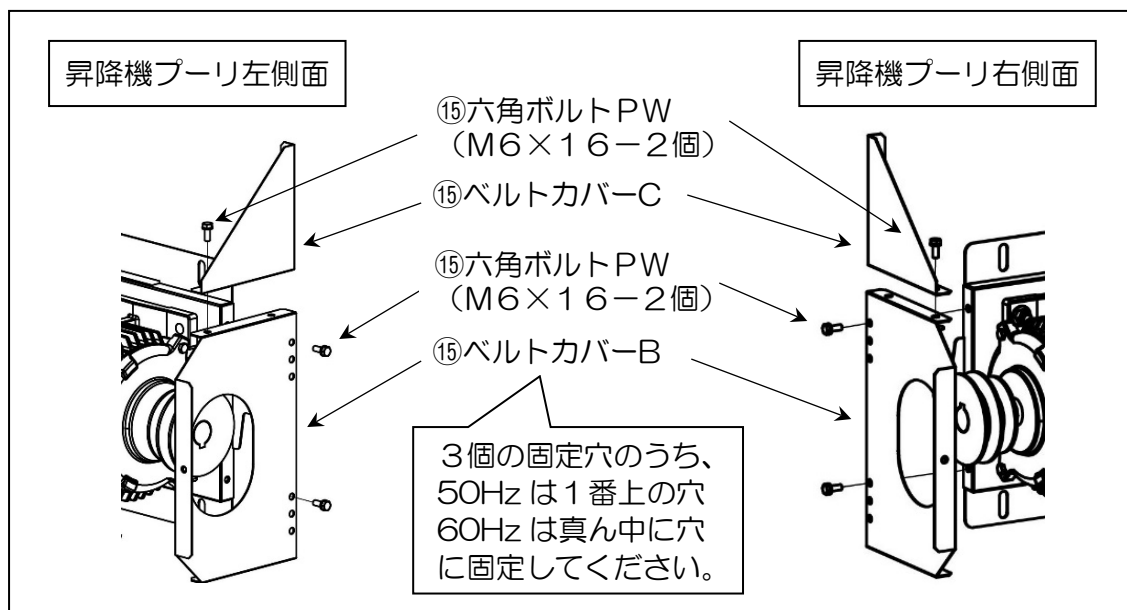 昇降機プーリ左側面
昇降機プーリ右側面
⑮六角ボルトPW
（M6×16－2個）
⑮ベルトカバーC
⑮六角ボルトPW
（M6×16－2個）
⑮ベルトカバーB
3個の固定穴のうち、
50Hzは1番上の穴
60Hzは真ん中に穴
に固定してください。